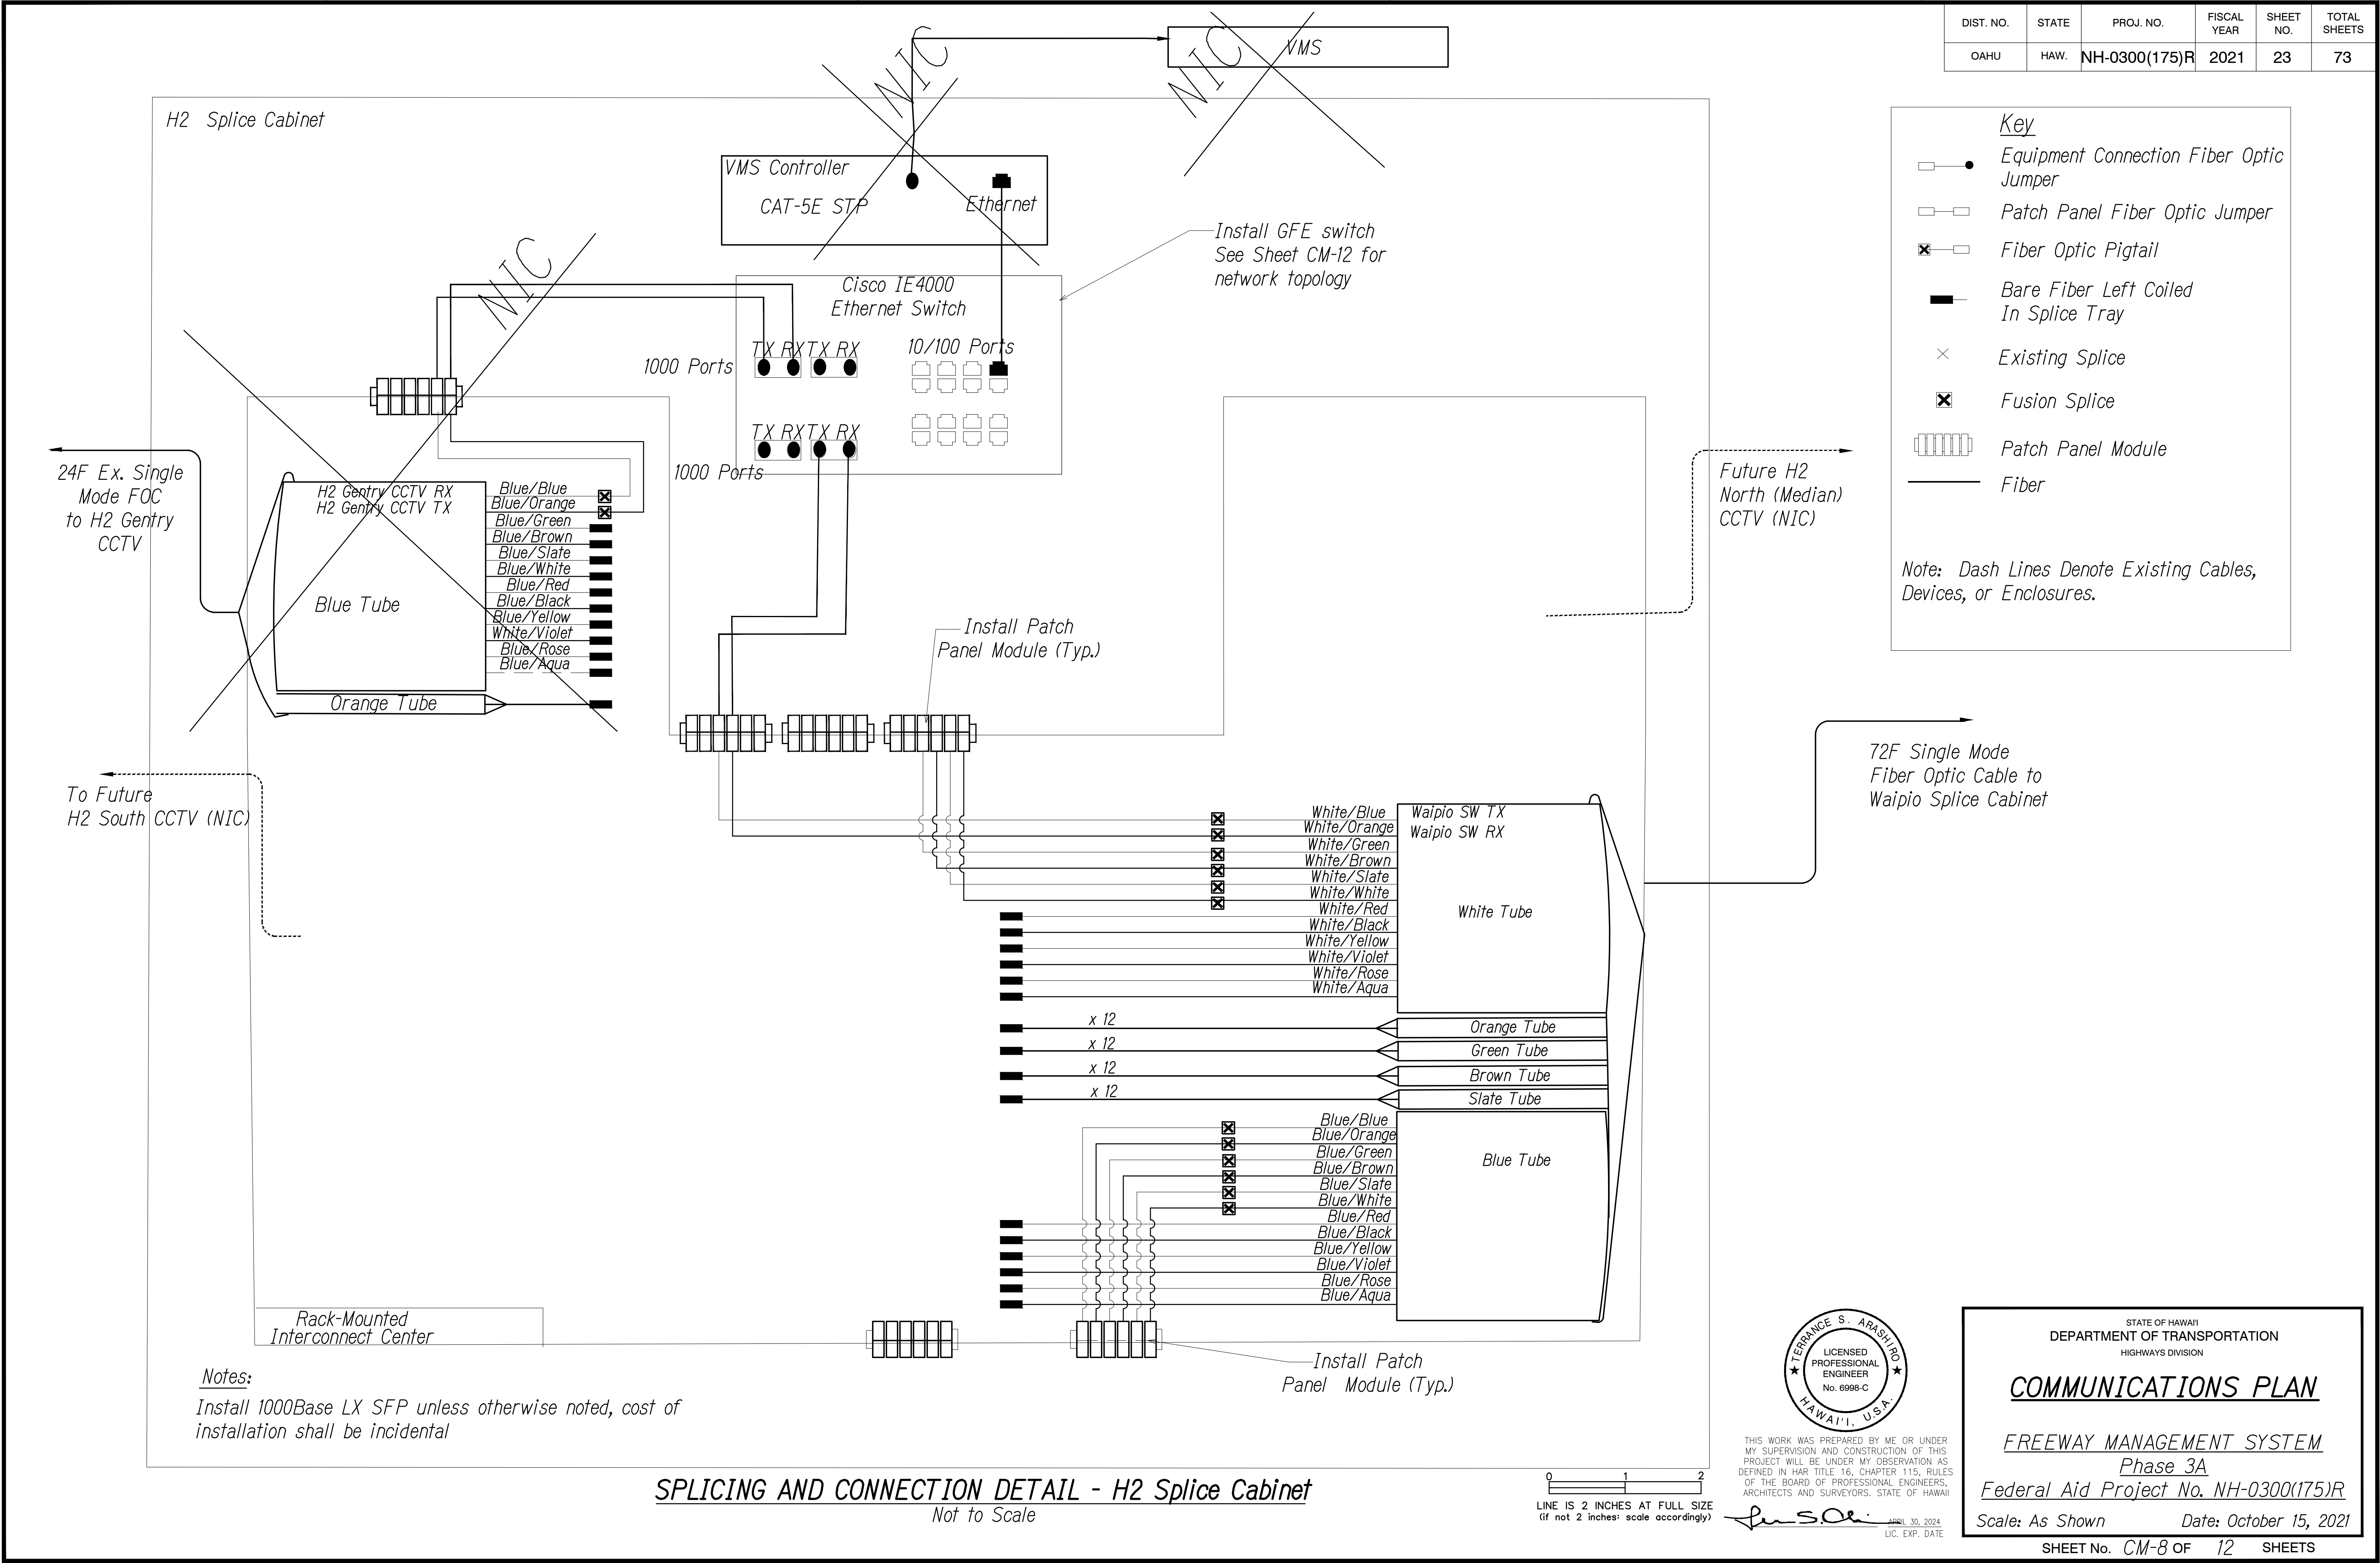 DIST. NO. STATE PROJ. NO. FISCAL YEAR SHEET NO. TOTAL SHEETS
OAHU HAW. NH-0300(175)R 2021 23 73
NIC
NIC
VMS
H2 Splice Cabinet
VMS Controller
CAT-5E STP
Ethernet
Install GFE switch
See Sheet CM-12 for
network topology
NIC
Cisco IE4000
Ethernet Switch
1000 Ports
TX RX TX RX
10/100 Ports
TX RX TX RX
1000 Ports
Key
Equipment Connection Fiber Optic
Jumper
Patch Panel Fiber Optic Jumper
Fiber Optic Pigtail
Bare Fiber Left Coiled
In Splice Tray
Existing Splice
Fusion Splice
Patch Panel Module
Fiber
Note: Dash Lines Denote Existing Cables,
Devices, or Enclosures.
24F Ex. Single
Mode FOC
to H2 Gentry
CCTV
H2 Gentry CCTV RX
H2 Gentry CCTV TX
Blue Tube
Blue/Blue
Blue/Orange
Blue/Green
Blue/Brown
Blue/Slate
Blue/White
Blue/Red
Blue/Black
Blue/Yellow
White/Violet
Blue/Rose
Blue/Aqua
Orange Tube
Future H2
North (Median)
CCTV (NIC)
Install Patch
Panel Module (Typ.)
To Future
H2 South CCTV (NIC)
72F Single Mode
Fiber Optic Cable to
Waipio Splice Cabinet
White/Blue
White/Orange
White/Green
White/Brown
White/Slate
White/White
White/Red
White/Black
White/Yellow
White/Violet
White/Rose
White/Aqua
Waipio SW TX
Waipio SW RX
White Tube
x 12
Orange Tube
x 12
Green Tube
x 12
Brown Tube
x 12
Slate Tube
Blue/Blue
Blue/Orange
Blue/Green
Blue/Brown
Blue/Slate
Blue/White
Blue/Red
Blue/Black
Blue/Yellow
Blue/Violet
Blue/Rose
Blue/Aqua
Blue Tube
Rack-Mounted
Interconnect Center
Install Patch
Panel Module (Typ.)
Notes:
Install 1000Base LX SFP unless otherwise noted, cost of
installation shall be incidental
SPLICING AND CONNECTION DETAIL - H2 Splice Cabinet
Not to Scale
0 1 2
LINE IS 2 INCHES AT FULL SIZE
(if not 2 inches: scale accordingly)
TERRANCE S. ARASHIRO
LICENSED
PROFESSIONAL
ENGINEER
No. 6998-C
HAWAI'I, U.S.A.
THIS WORK WAS PREPARED BY ME OR UNDER
MY SUPERVISION AND CONSTRUCTION OF THIS
PROJECT WILL BE UNDER MY OBSERVATION AS
DEFINED IN HAR TITLE 16, CHAPTER 115, RULES
OF THE BOARD OF PROFESSIONAL ENGINEERS,
ARCHITECTS AND SURVEYORS. STATE OF HAWAII
APRIL 30, 2024
LIC. EXP. DATE
STATE OF HAWAI'I
DEPARTMENT OF TRANSPORTATION
HIGHWAYS DIVISION
COMMUNICATIONS PLAN
FREEWAY MANAGEMENT SYSTEM
Phase 3A
Federal Aid Project No. NH-0300(175)R
Scale: As Shown Date: October 15, 2021
SHEET No. CM-8 OF 12 SHEETS